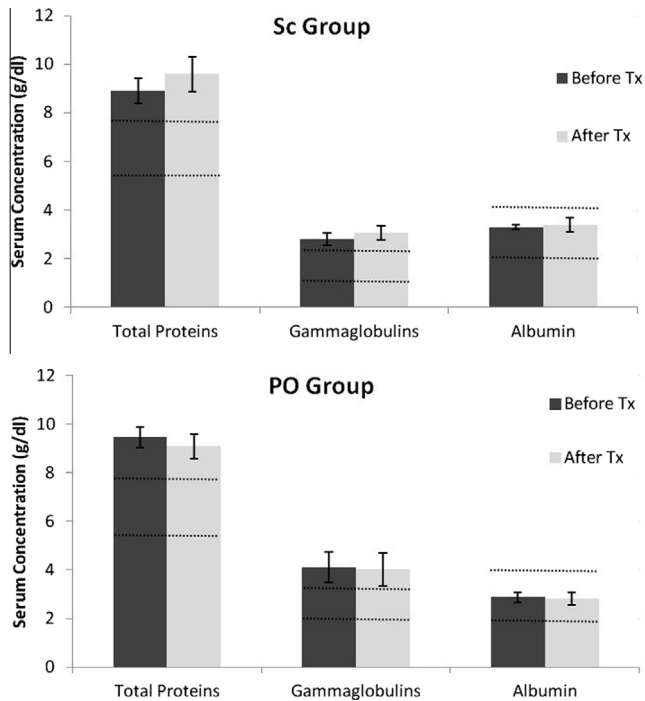 Sc Group
Serum Concentration (g/dl)
12
10
8
6
4
2
0
Before Tx
After Tx
Total Proteins Gammaglobulins Albumin
PO Group
Serum Concentration (g/dl)
12
10
8
6
4
2
0
Before Tx
After Tx
Total Proteins Gammaglobulins Albumin